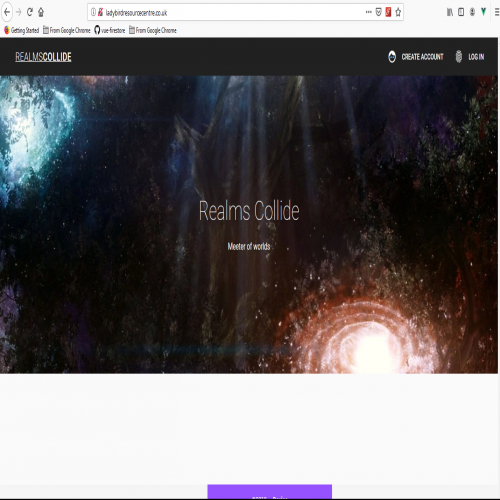 ladybirdresourcecentre.co.uk
Getting Started From Google Chrome vue-firestore From Google Chrome
REALMSCOLLIDE CREATE ACCOUNT LOG IN
Realms Collide
Meeter of worlds